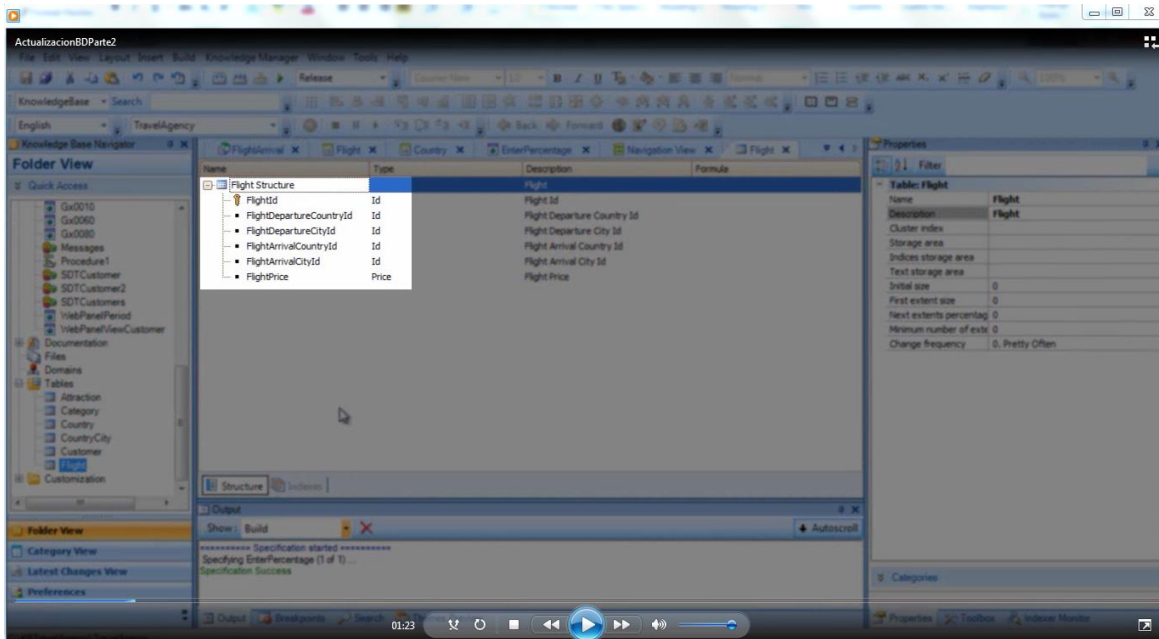 ActualizacionBDParte2
File Edit View Layout Insert Build Knowledge Manager Window Tools Help
Release Courier New 10 B I U Normal 100%
KnowledgeBase Search
English TravelAgency Back Forward
Knowledge Base Navigator
FlightArrival Flight Country EnterPercentage Navigation View Flight
Properties
Folder View
Name Type Description Formula
Filter
Quick Access
Flight Structure Flight
Table: Flight
Gx0010
FlightId Id Flight Id
Name Flight
Gx0060
FlightDepartureCountryId Id Flight Departure Country Id
Description Flight
Gx0080
FlightDepartureCityId Id Flight Departure City Id
Cluster index
Messages
FlightArrivalCountryId Id Flight Arrival Country Id
Storage area
Procedure1
FlightArrivalCityId Id Flight Arrival City Id
Indices storage area
SDTCustomer
FlightPrice Price Flight Price
Text storage area
SDTCustomer2
Initial size 0
SDTCustomers
First extent size 0
WebPanelPeriod
Next extents percentag 0
WebPanelViewCustomer
Minimum number of exte 0
Documentation
Change frequency 0. Pretty Often
Files
Domains
Tables
Attraction
Category
Country
CountryCity
Customer
Flight
Customization
Structure Indexes
Output
Folder View
Show: Build Autoscroll
Category View
========== Specification started ==========
Specifying EnterPercentage (1 of 1) ...
Latest Changes View
Specification Success
Categories
Preferences
Output Breakpoints Search
01:23
Properties Toolbox Indexer Monitor